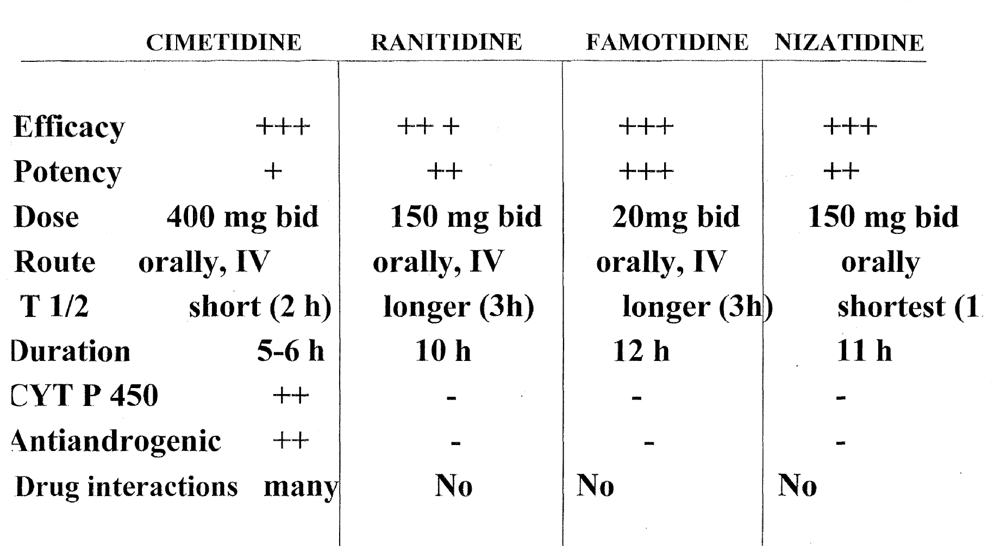 CIMETIDINE RANITIDINE FAMOTIDINE NIZATIDINE
Efficacy +++ ++ + +++ +++
Potency + ++ +++ ++
Dose 400 mg bid 150 mg bid 20mg bid 150 mg bid
Route orally, IV orally, IV orally, IV orally
T 1/2 short (2 h) longer (3h) longer (3h) shortest (1
Duration 5-6 h 10 h 12 h 11 h
CYT P 450 ++ - - -
Antiandrogenic ++ - - -
Drug interactions many No No No